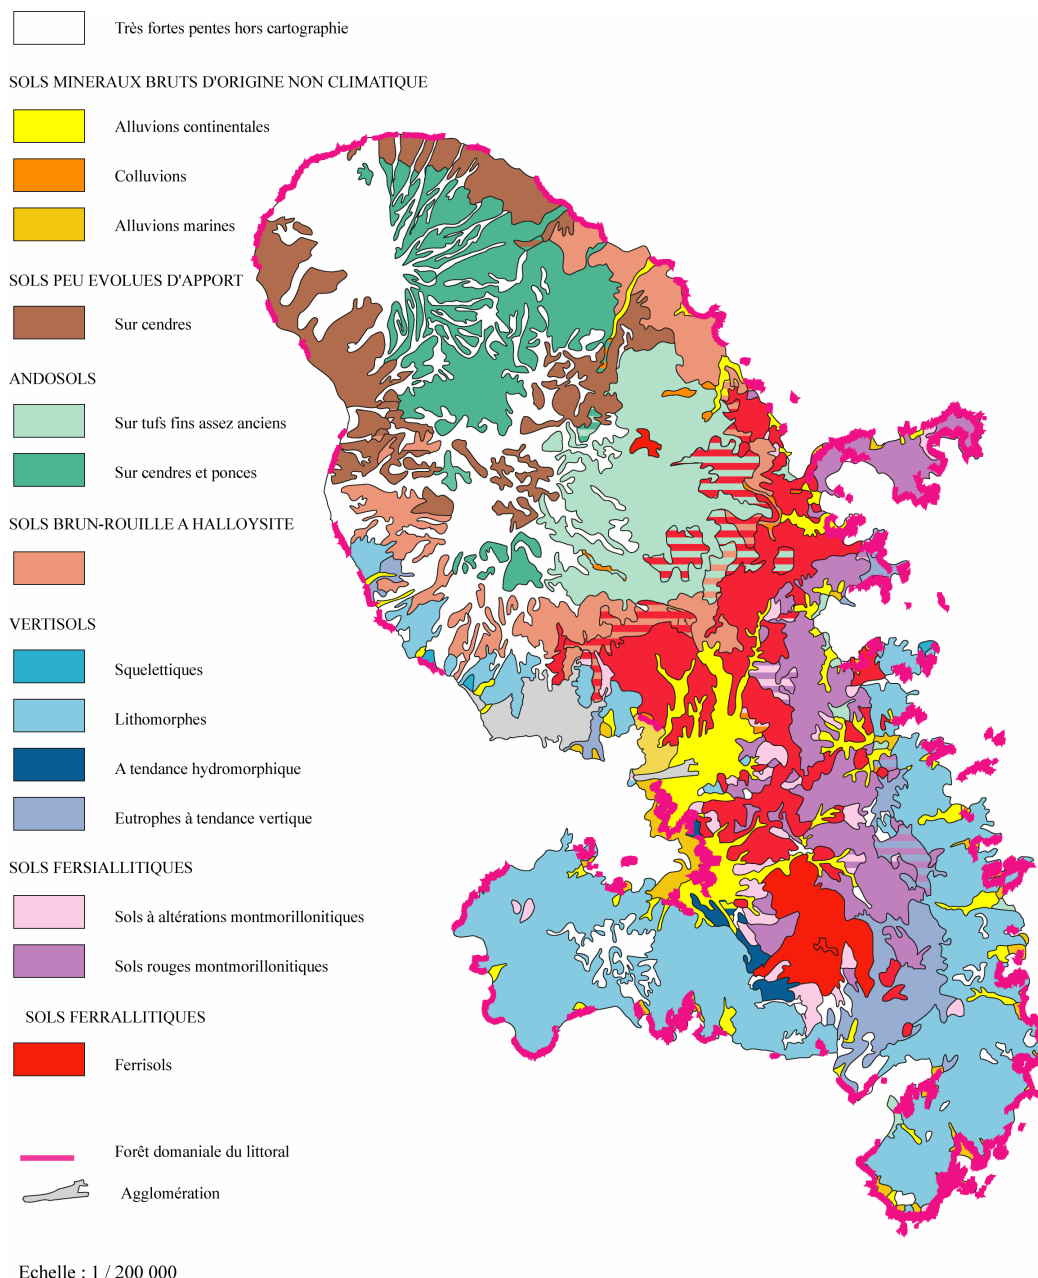 Très fortes pentes hors cartographie
SOLS MINERAUX BRUTS D'ORIGINE NON CLIMATIQUE
Alluvions continentales
Colluvions
Alluvions marines
SOLS PEU EVOLUES D'APPORT
Sur cendres
ANDOSOLS
Sur tufs fins assez anciens
Sur cendres et ponces
SOLS BRUN-ROUILLE A HALLOYSITE
VERTISOLS
Squelettiques
Lithomorphes
A tendance hydromorphique
Eutrophes à tendance vertique
SOLS FERSIALLITIQUES
Sols à altérations montmorillonitiques
Sols rouges montmorillonitiques
SOLS FERRALLITIQUES
Ferrisols
Forêt domaniale du littoral
Agglomération
Echelle : 1 / 200 000